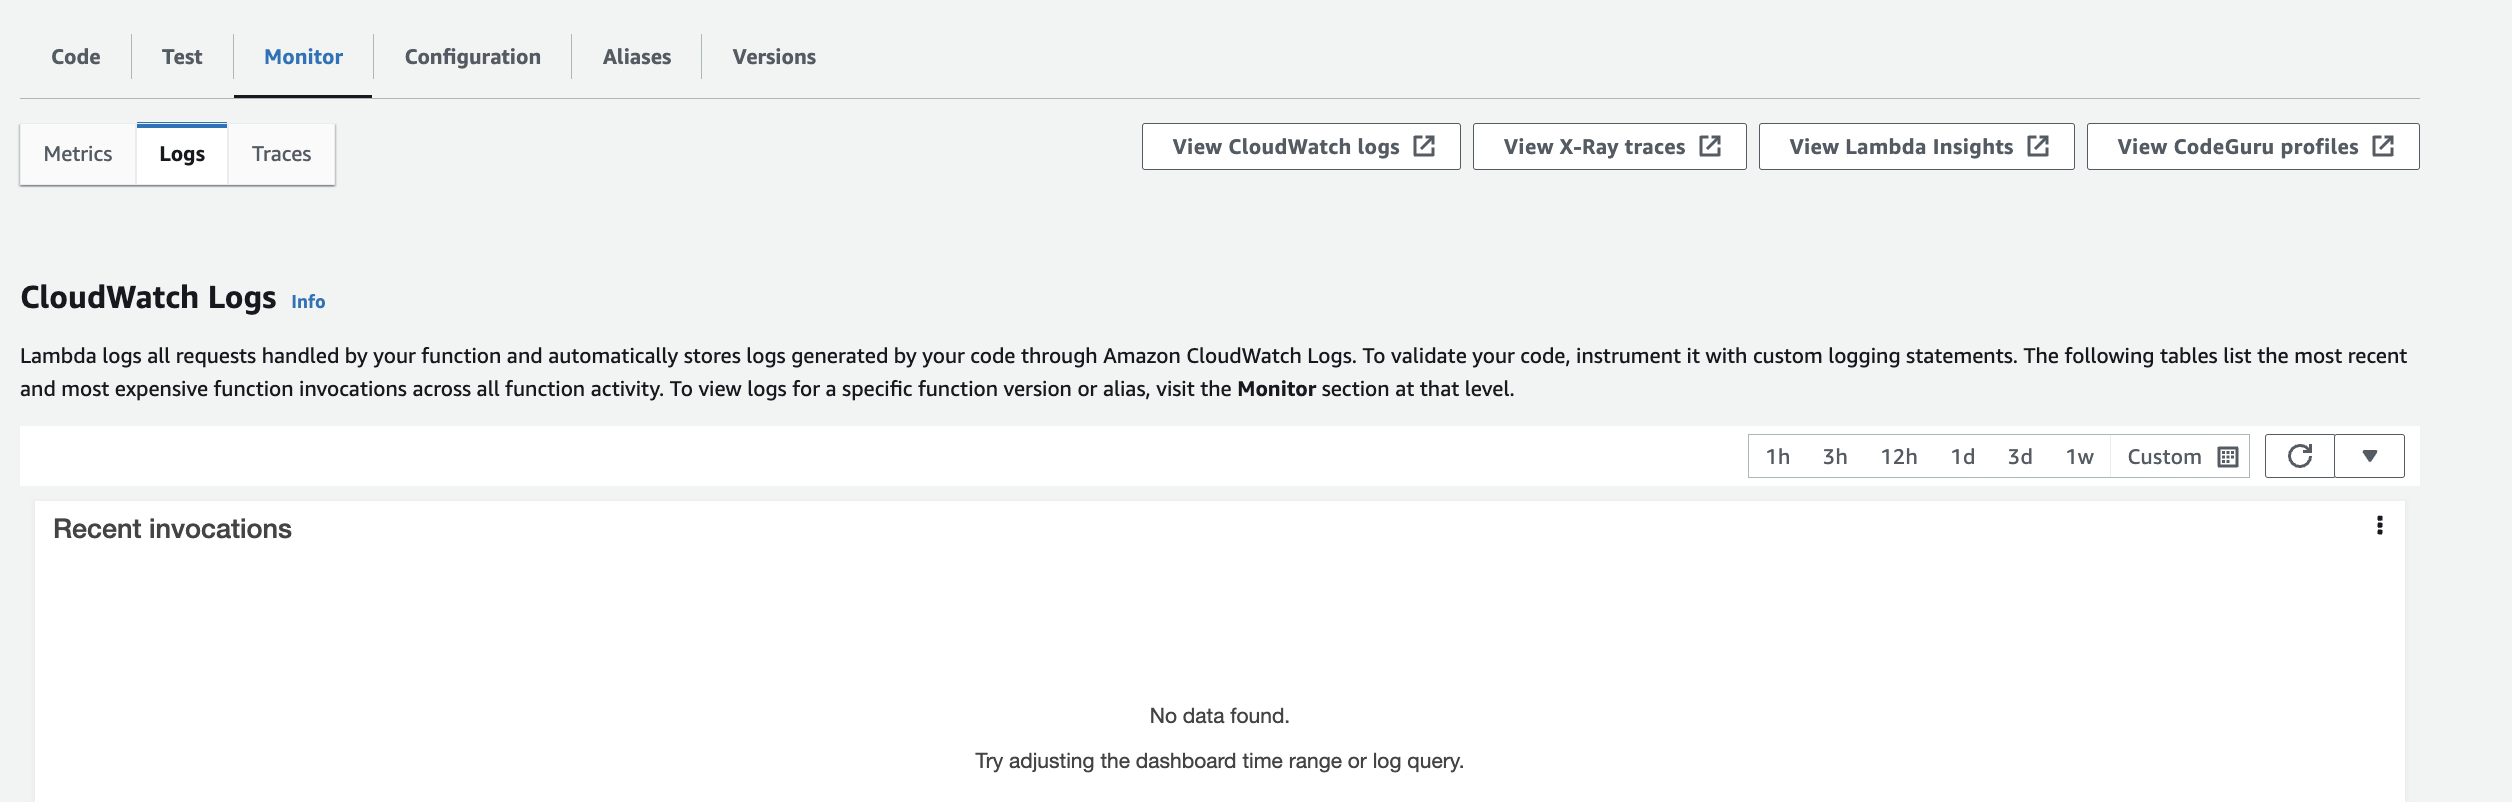 Code Test Monitor Configuration Aliases Versions
Metrics Logs Traces View CloudWatch logs View X-Ray traces View Lambda Insights View CodeGuru profiles
CloudWatch Logs Info
Lambda logs all requests handled by your function and automatically stores logs generated by your code through Amazon CloudWatch Logs. To validate your code, instrument it with custom logging statements. The following tables list the most recent
and most expensive function invocations across all function activity. To view logs for a specific function version or alias, visit the Monitor section at that level.
1h 3h 12h 1d 3d 1w Custom
Recent invocations
No data found.
Try adjusting the dashboard time range or log query.